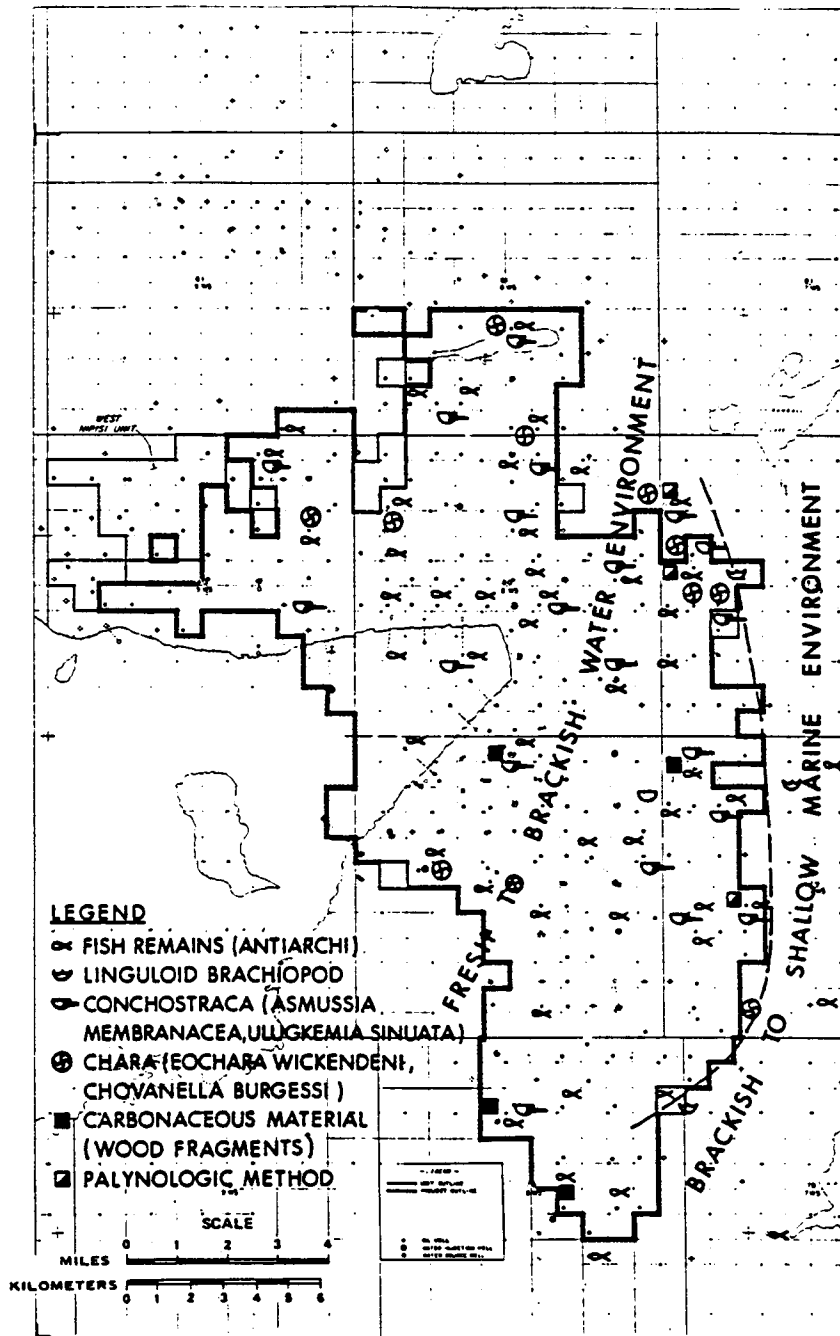 WEST
NIPISI UNIT
FRESH TO BRACKISH WATER ENVIRONMENT
BRACKISH TO SHALLOW MARINE ENVIRONMENT
LEGEND
FISH REMAINS (ANTIARCHI)
LINGULOID BRACHIOPOD
CONCHOSTRACA (ASMUSSIA
MEMBRANACEA, ULUGKEMIA SINUATA)
CHARA (EOCHARA WICKENDENI,
CHOVANELLA BURGESSI)
CARBONACEOUS MATERIAL
(WOOD FRAGMENTS)
PALYNOLOGIC METHOD
SCALE
MILES 0 1 2 3 4
KILOMETERS 0 1 2 3 4 5 6